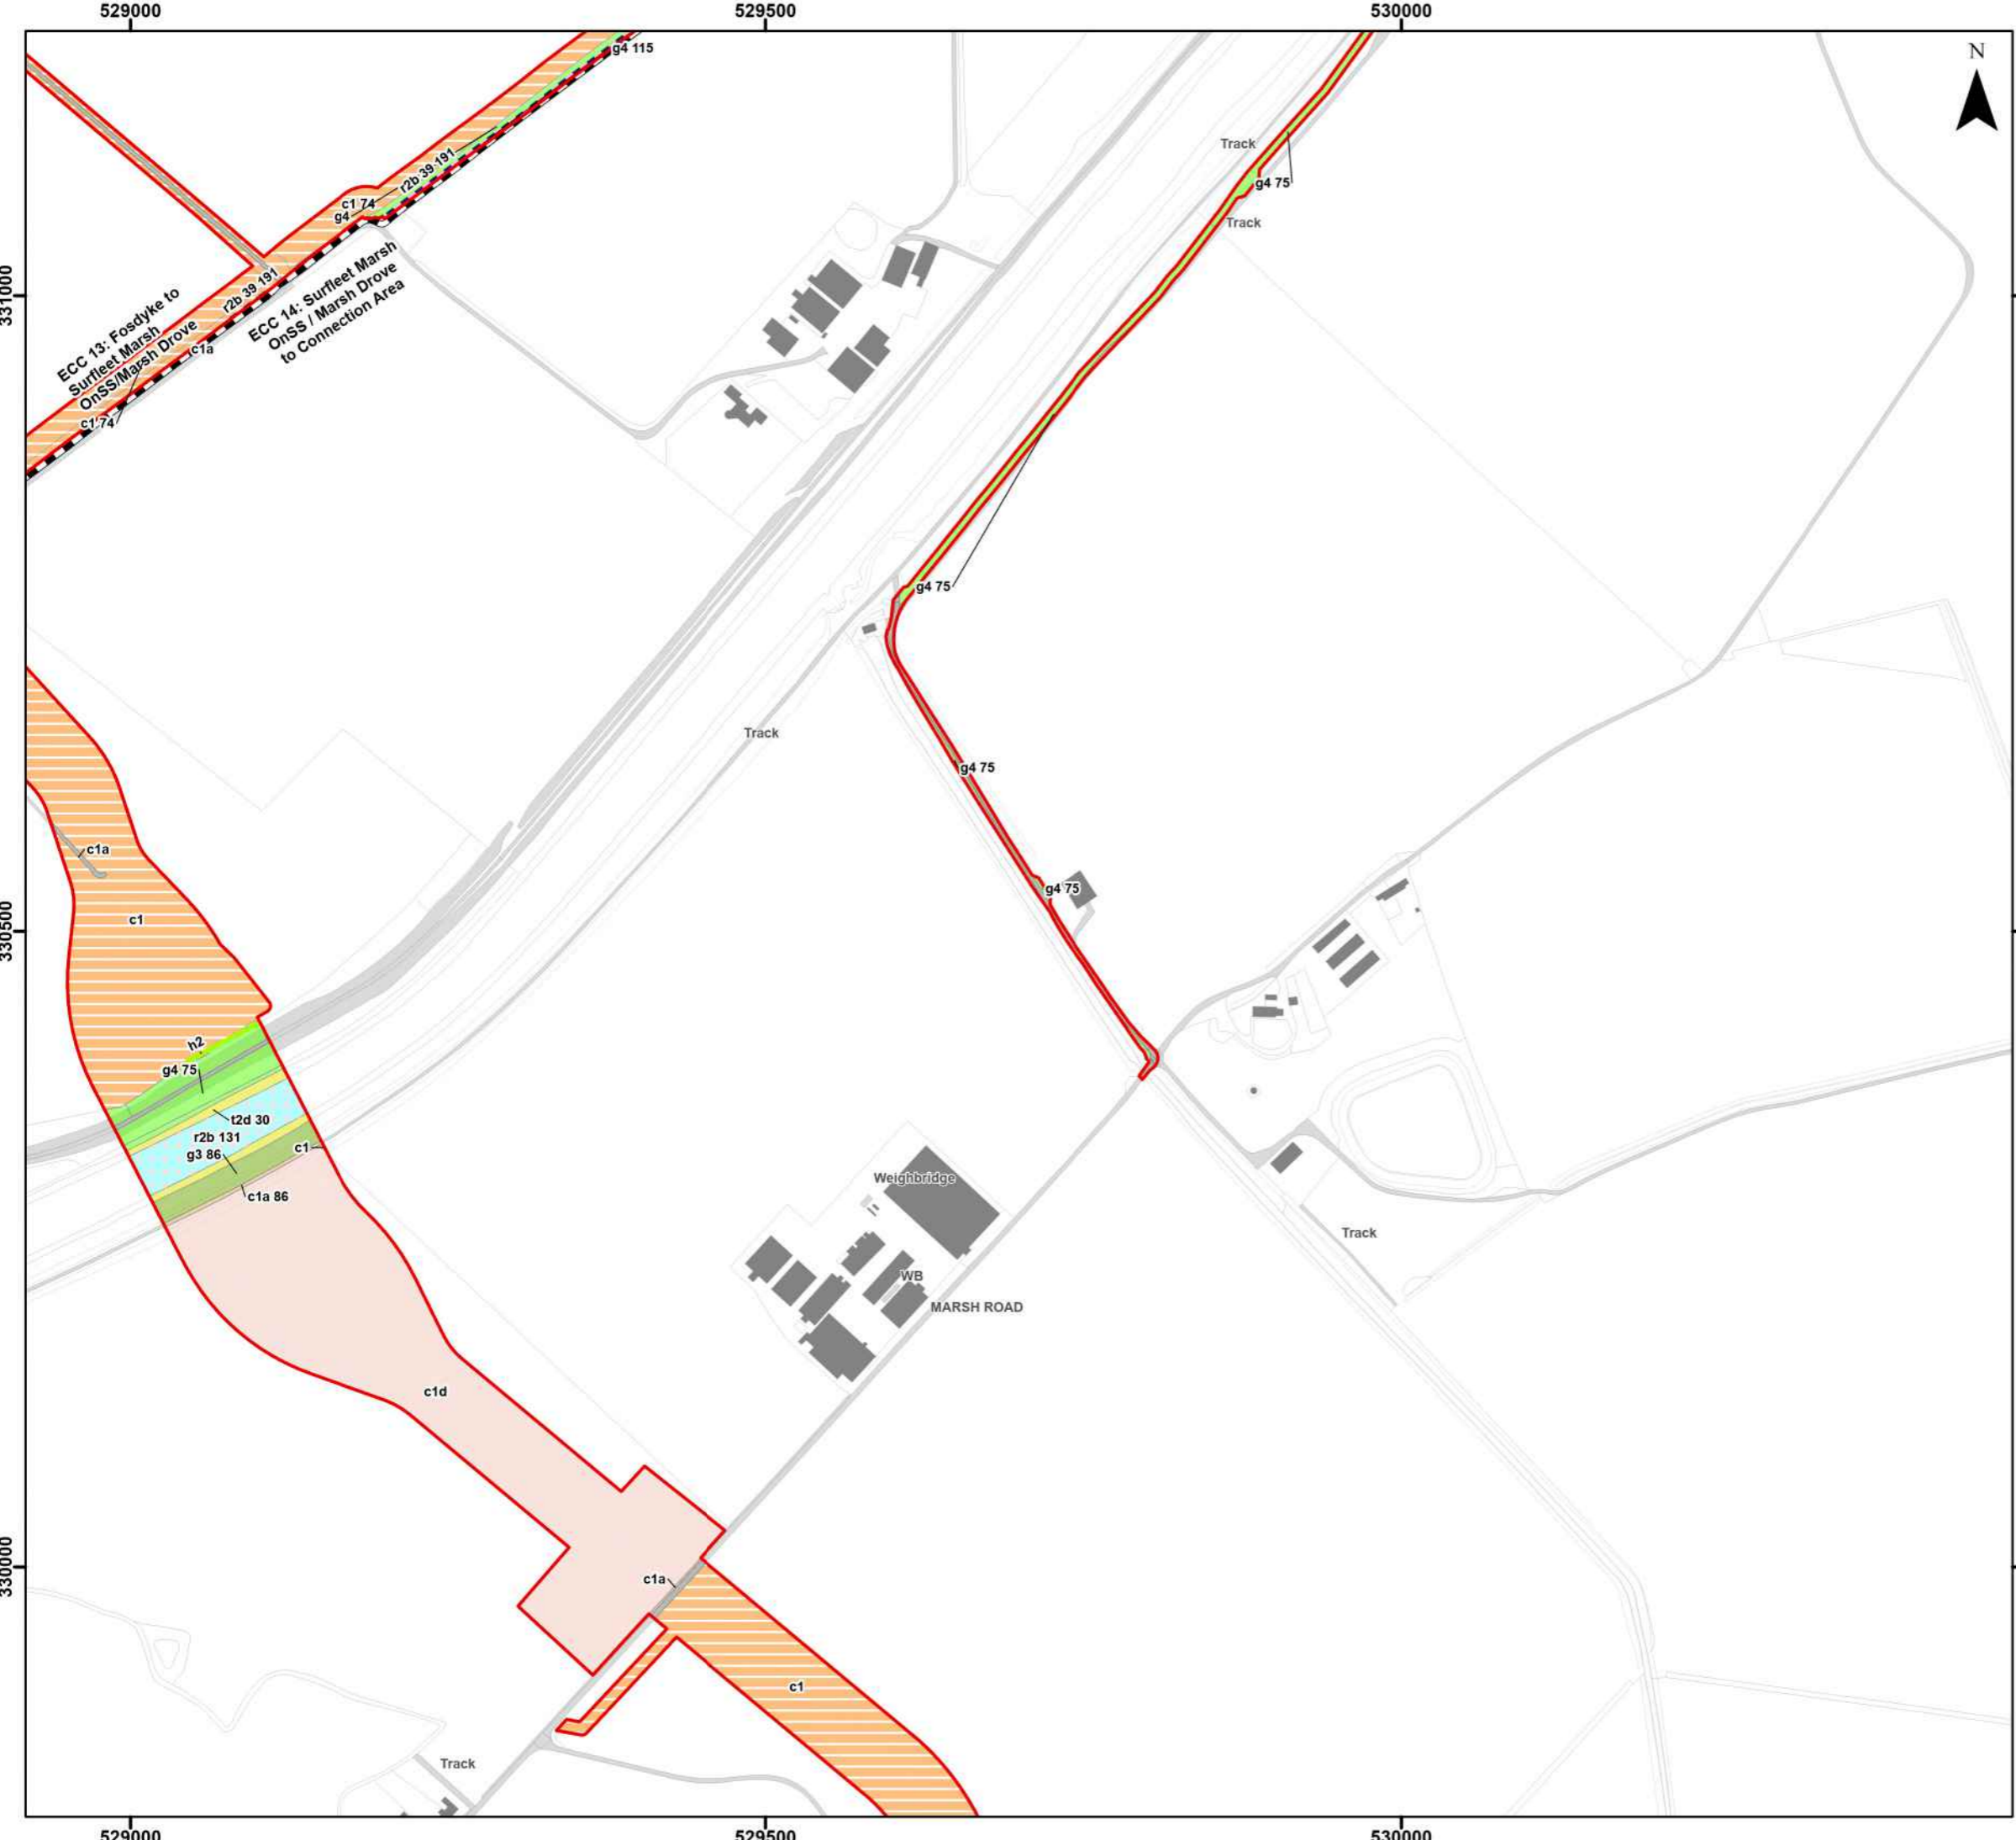 529000
529500
530000
N
g4 115
Track
g4 75
Track
r2b 39 191
c1 74
g4
331000
r2b 39 191
ECC 13: Fosdyke to
Surfleet Marsh
OnSS/Marsh Drove
ECC 14: Surfleet Marsh
OnSS / Marsh Drove
to Connection Area
c1a
c1 74
g4 75
Track
g4 75
c1a
g4 75
c1
330500
h2
g4 75
t2d 30
r2b 131
g3 86
c1
c1a 86
Weighbridge
Track
WB
MARSH ROAD
c1d
330000
c1a
c1
Track
529000
529500
530000